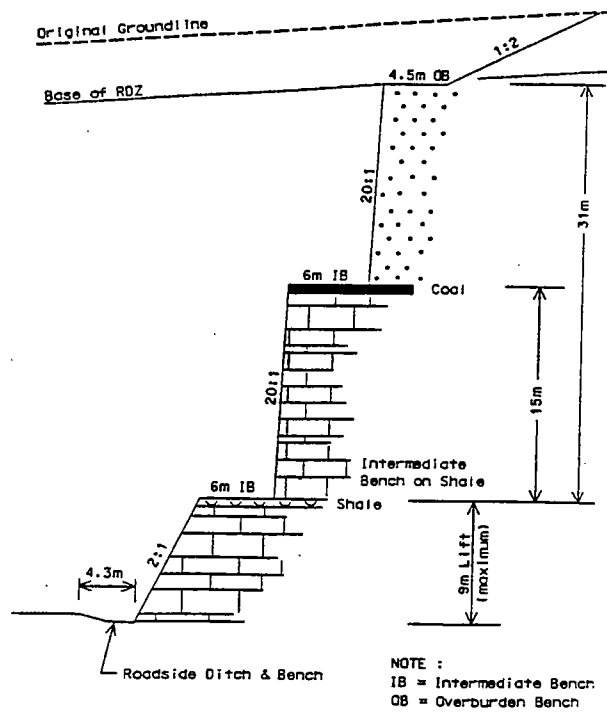 Original Groundline
1:2
4.5m OB
Base of RDZ
20:1
31m
6m IB
Coal
20:1
15m
Intermediate
Bench on Shale
6m IB
Shale
2:1
4.3m
9m Lift
(maximum)
Roadside Ditch & Bench
NOTE :
IB = Intermediate Bench
OB = Overburden Bench